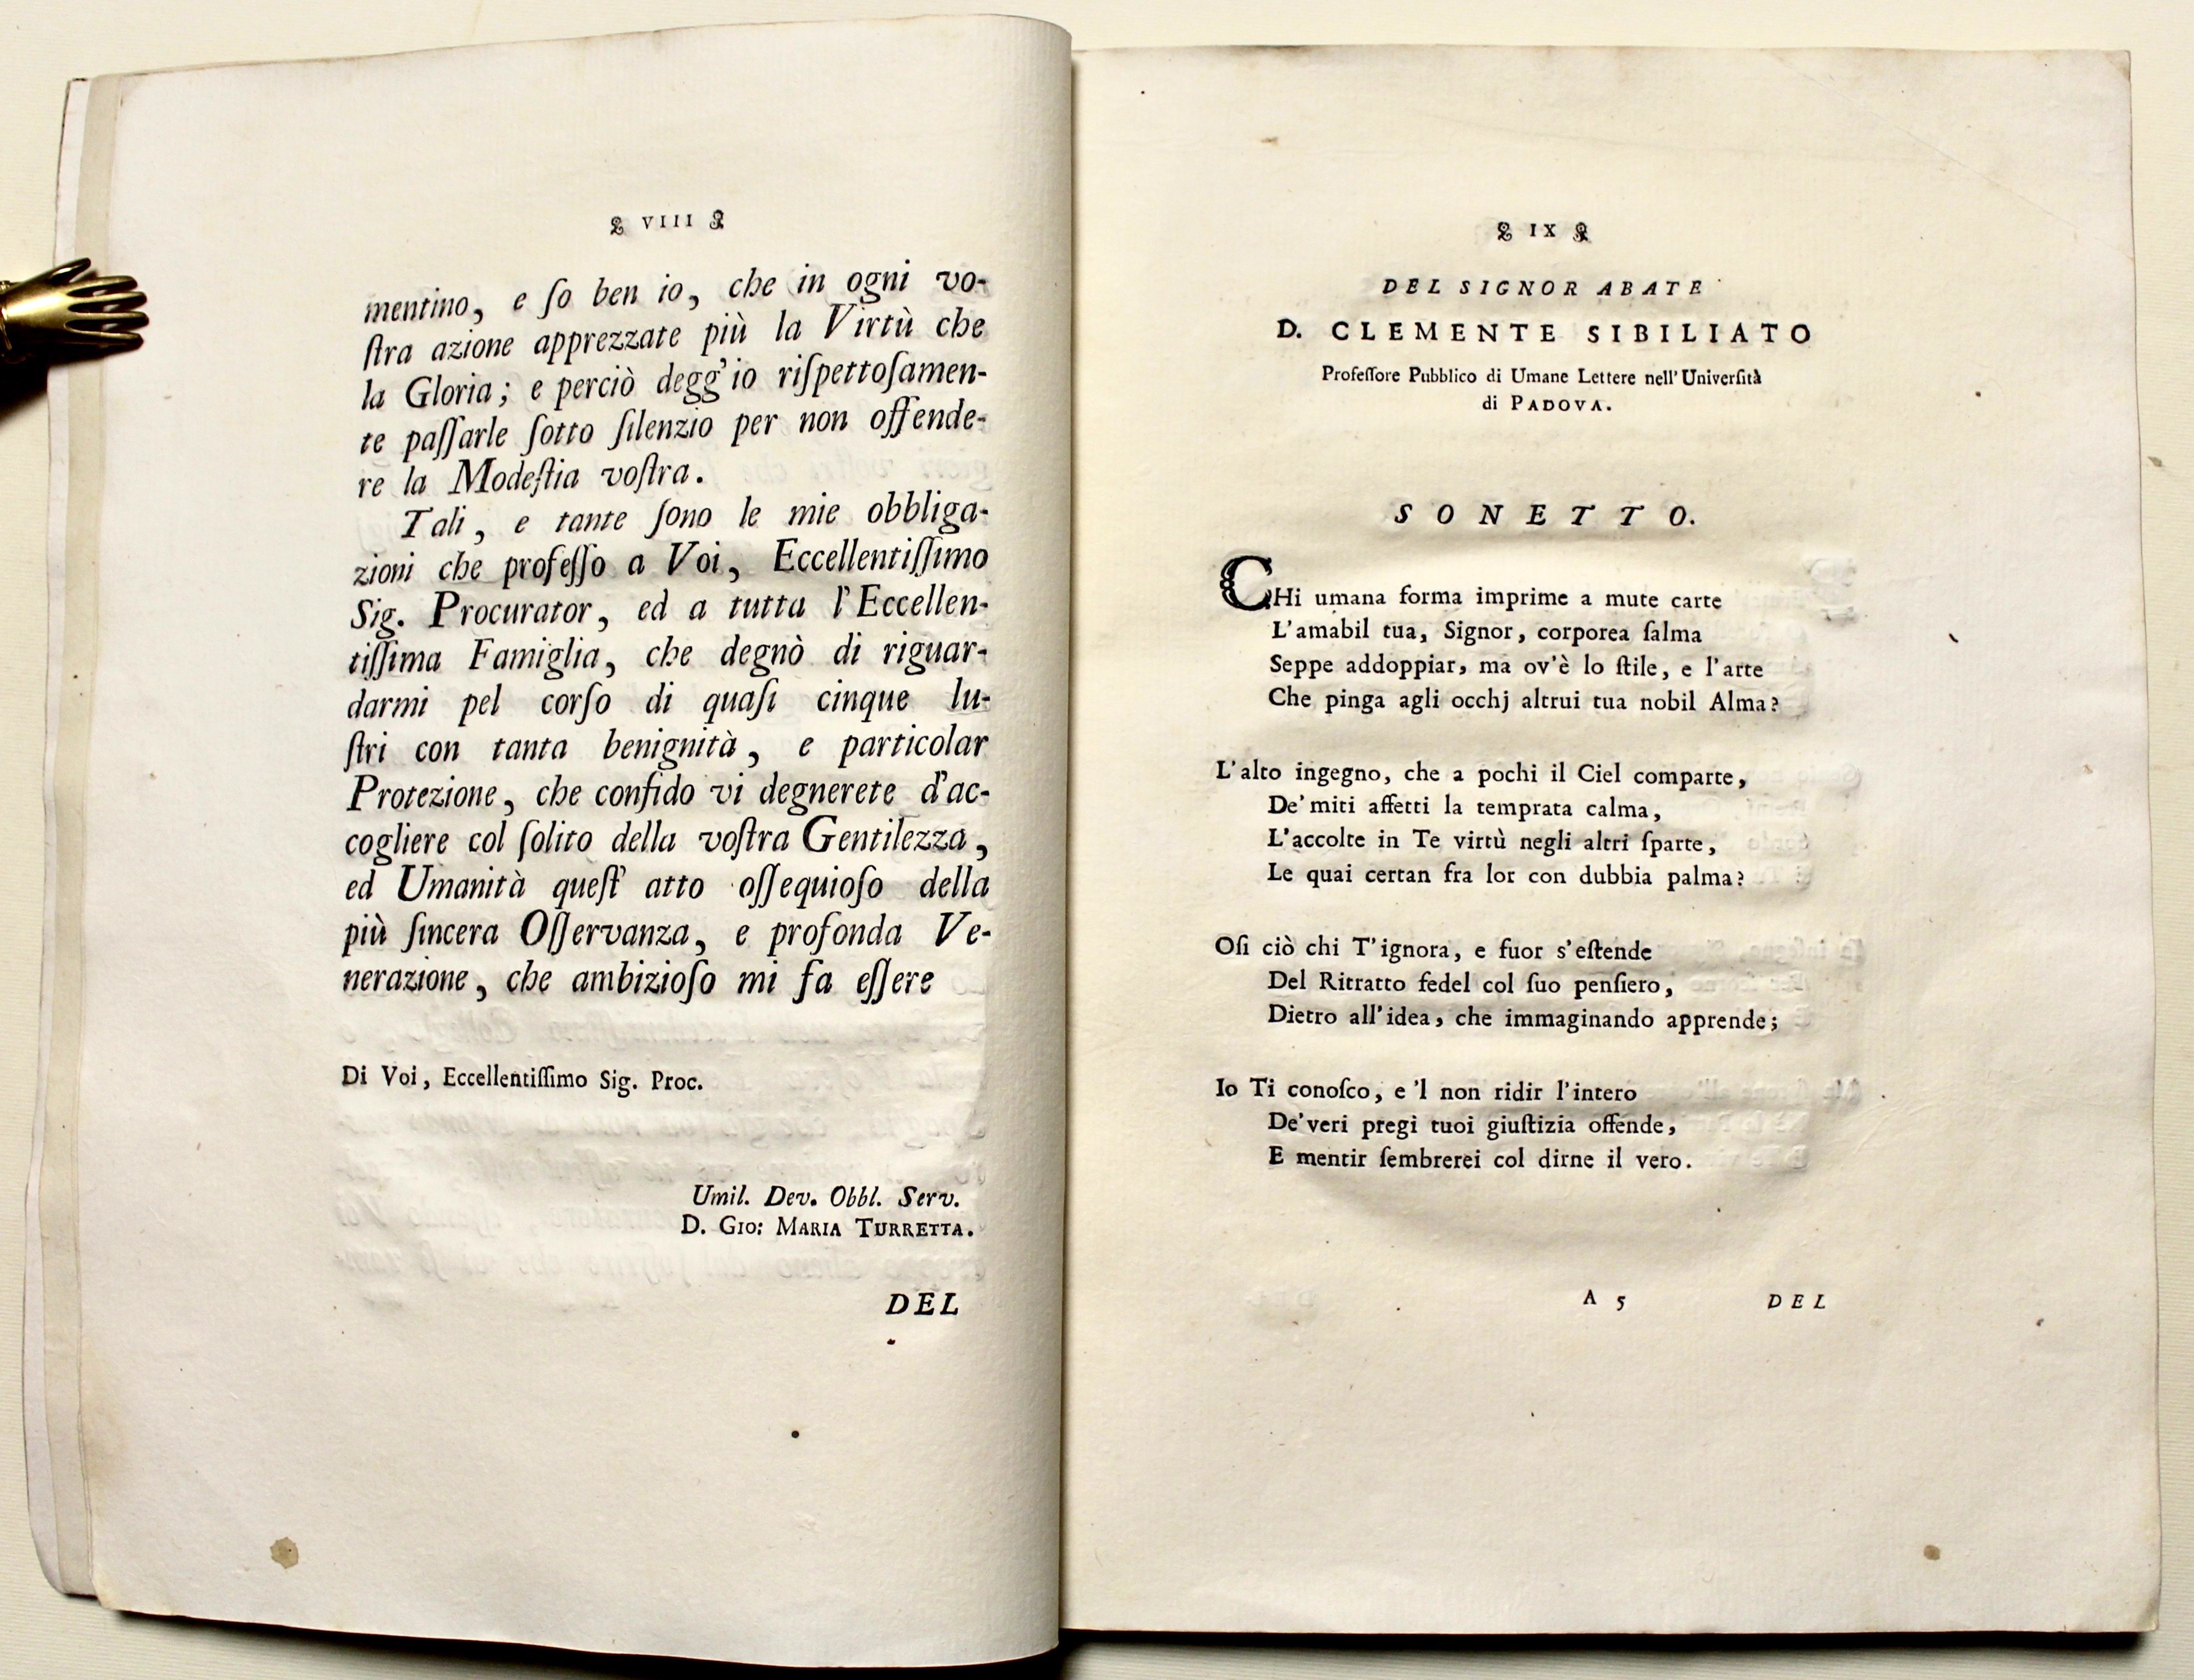 VIII
mentino, e ſo ben io, che in ogni vo-
ſtra azione apprezzate più la Virtù che
la Gloria; e perciò degg'io riſpettoſamen-
te paſſarle ſotto ſilenzio per non offende-
re la Modeſtia voſtra.
Tali, e tante ſono le mie obbliga-
zioni che profeſſo a Voi, Eccellentiſſimo
Sig. Procurator, ed a tutta l'Eccellen-
tiſſima Famiglia, che degnò di riguar-
darmi pel corſo di quaſi cinque lu-
ſtri con tanta benignità, e particolar
Protezione, che confido vi degnerete d'ac-
cogliere col ſolito della voſtra Gentilezza,
ed Umanità queſt' atto oſſequioſo della
più ſincera Oſſervanza, e profonda Ve-
nerazione, che ambizioſo mi fa eſſere
Di Voi, Eccellentiſſimo Sig. Proc.
Umil. Dev. Obbl. Serv.
D. GIO: MARIA TURRETTA.
DEL
IX
DEL SIGNOR ABATE
D. CLEMENTE SIBILIATO
Profeſſore Pubblico di Umane Lettere nell'Univerſità
di PADOVA.
SONETTO.
CHi umana forma imprime a mute carte
L'amabil tua, Signor, corporea ſalma
Seppe addoppiar, ma ov'è lo ſtile, e l'arte
Che pinga agli occhj altrui tua nobil Alma?
L'alto ingegno, che a pochi il Ciel comparte,
De'miti affetti la temprata calma,
L'accolte in Te virtù negli altri ſparte,
Le quai certan fra lor con dubbia palma?
Oſi ciò chi T'ignora, e fuor s'eſtende
Del Ritratto fedel col ſuo penſiero,
Dietro all'idea, che immaginando apprende;
Io Ti conoſco, e 'l non ridir l'intero
De'veri pregi tuoi giuſtizia offende,
E mentir ſembrerei col dirne il vero.
A 5 DEL